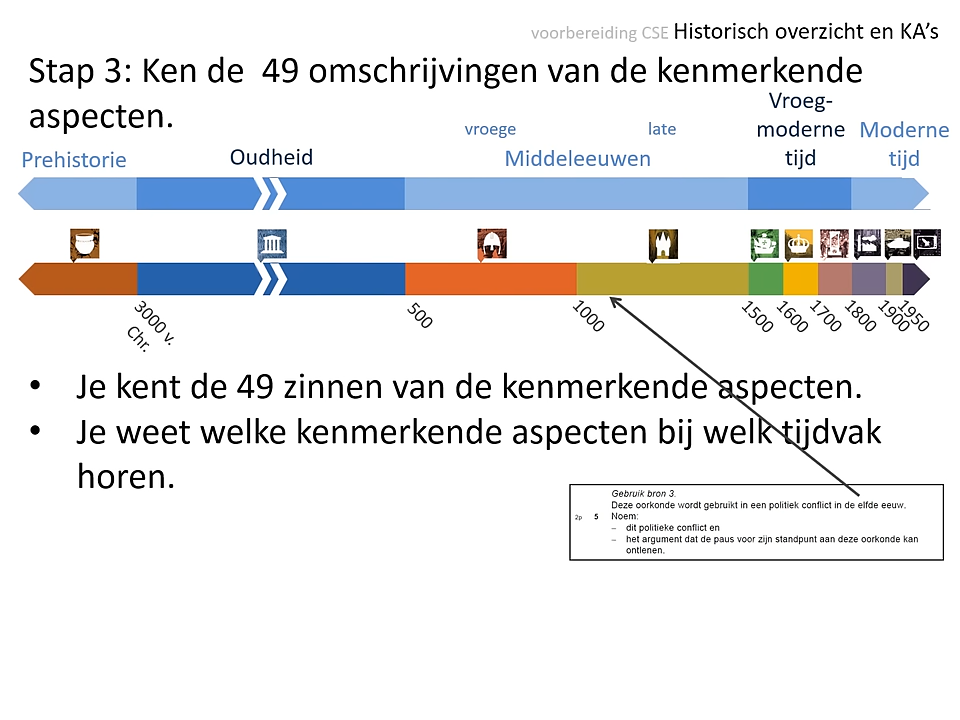 voorbereiding CSE Historisch overzicht en KA’s
Stap 3: Ken de 49 omschrijvingen van de kenmerkende
aspecten.
Prehistorie
Oudheid
vroege
late
Middeleeuwen
Vroeg-
moderne
tijd
Moderne
tijd
3000 v.
Chr.
500
1000
1500
1600
1700
1800
1900
1950
• Je kent de 49 zinnen van de kenmerkende aspecten.
• Je weet welke kenmerkende aspecten bij welk tijdvak
horen.
Gebruik bron 3.
Deze oorkonde wordt gebruikt in een politiek conflict in de elfde eeuw.
2p 5 Noem:
− dit politieke conflict en
− het argument dat de paus voor zijn standpunt aan deze oorkonde kan
ontlenen.